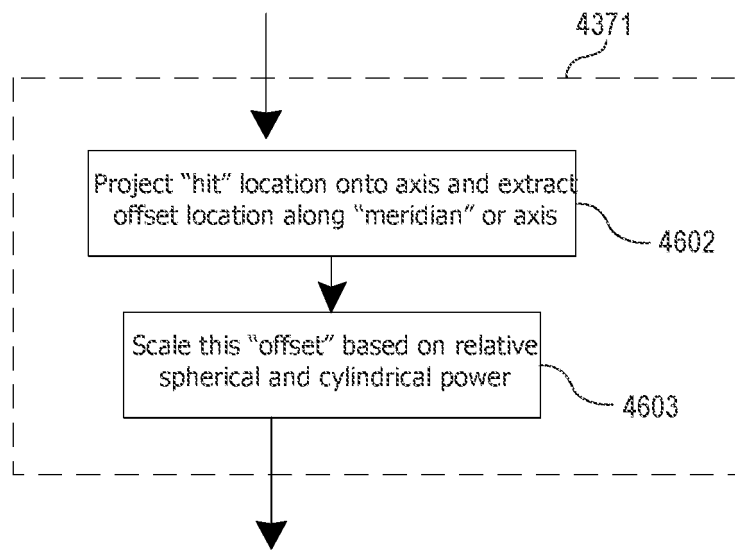 4371
Project “hit” location onto axis and extract
offset location along “meridian” or axis
4602
Scale this “offset” based on relative
spherical and cylindrical power
4603